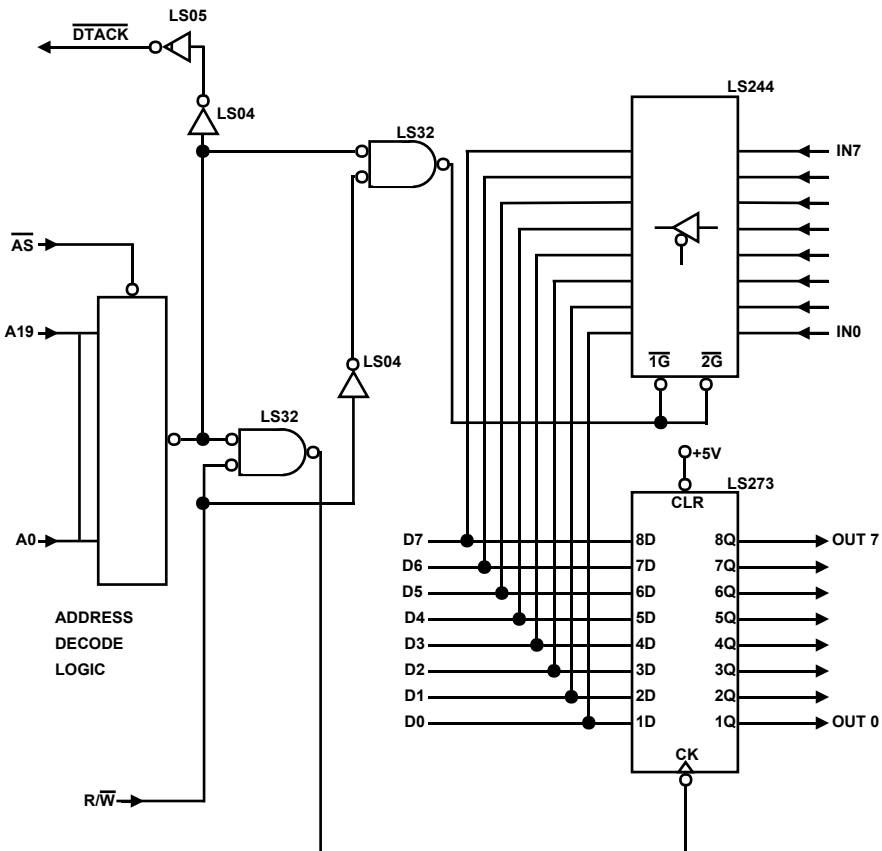 LS05
DTACK
LS04
LS32
LS244
IN7
AS
A19
LS04
LS32
IN0
1G 2G
+5V
LS273
CLR
A0
D7 8D 8Q OUT 7
D6 7D 7Q
D5 6D 6Q
D4 5D 5Q
D3 4D 4Q
D2 3D 3Q
D1 2D 2Q
D0 1D 1Q OUT 0
ADDRESS
DECODE
LOGIC
CK
R/W